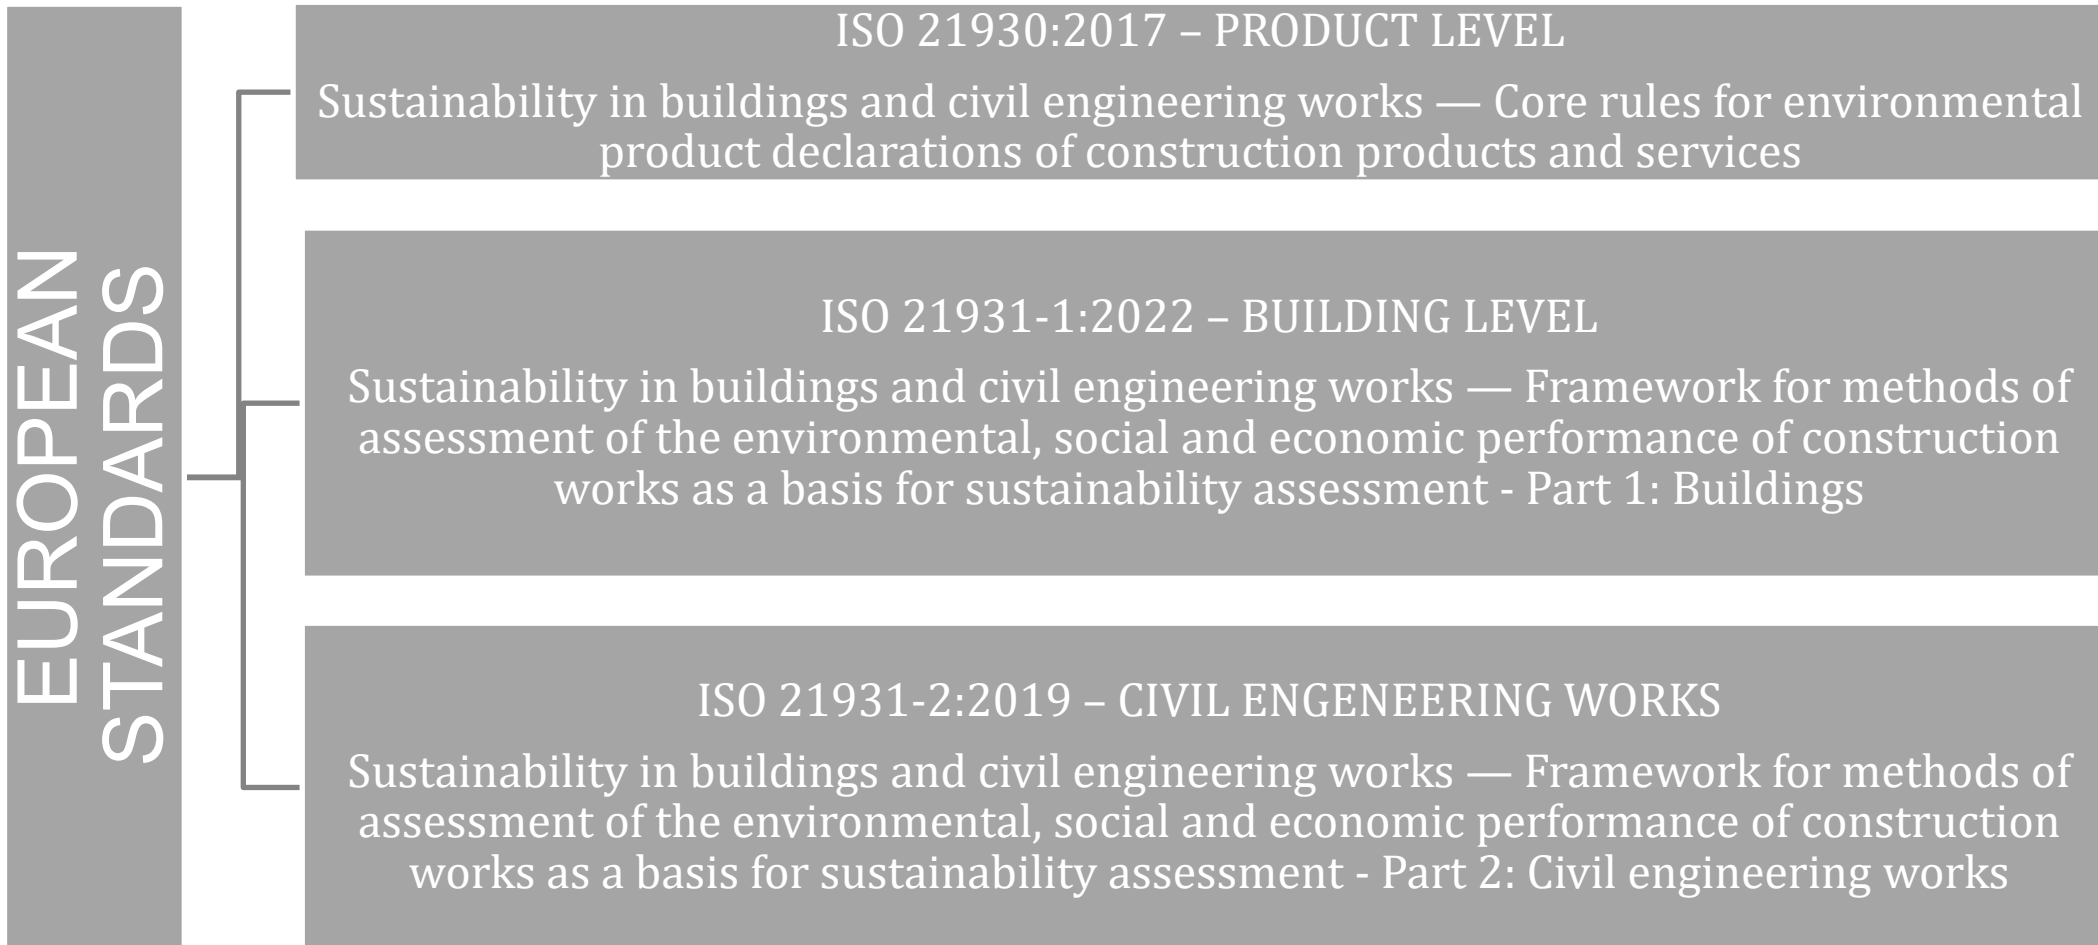 EUROPEAN
STANDARDS
ISO 21930:2017 – PRODUCT LEVEL
Sustainability in buildings and civil engineering works — Core rules for environmental
product declarations of construction products and services
ISO 21931-1:2022 – BUILDING LEVEL
Sustainability in buildings and civil engineering works — Framework for methods of
assessment of the environmental, social and economic performance of construction
works as a basis for sustainability assessment - Part 1: Buildings
ISO 21931-2:2019 – CIVIL ENGENEERING WORKS
Sustainability in buildings and civil engineering works — Framework for methods of
assessment of the environmental, social and economic performance of construction
works as a basis for sustainability assessment - Part 2: Civil engineering works